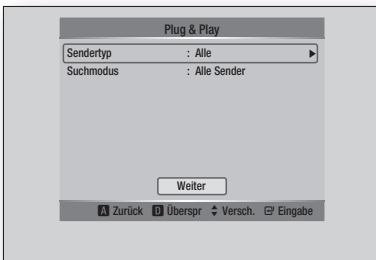 Plug & Play
Sendertyp : Alle ▶
Suchmodus : Alle Sender
Weiter
A Zurück D Überspr Versch. Eingabe